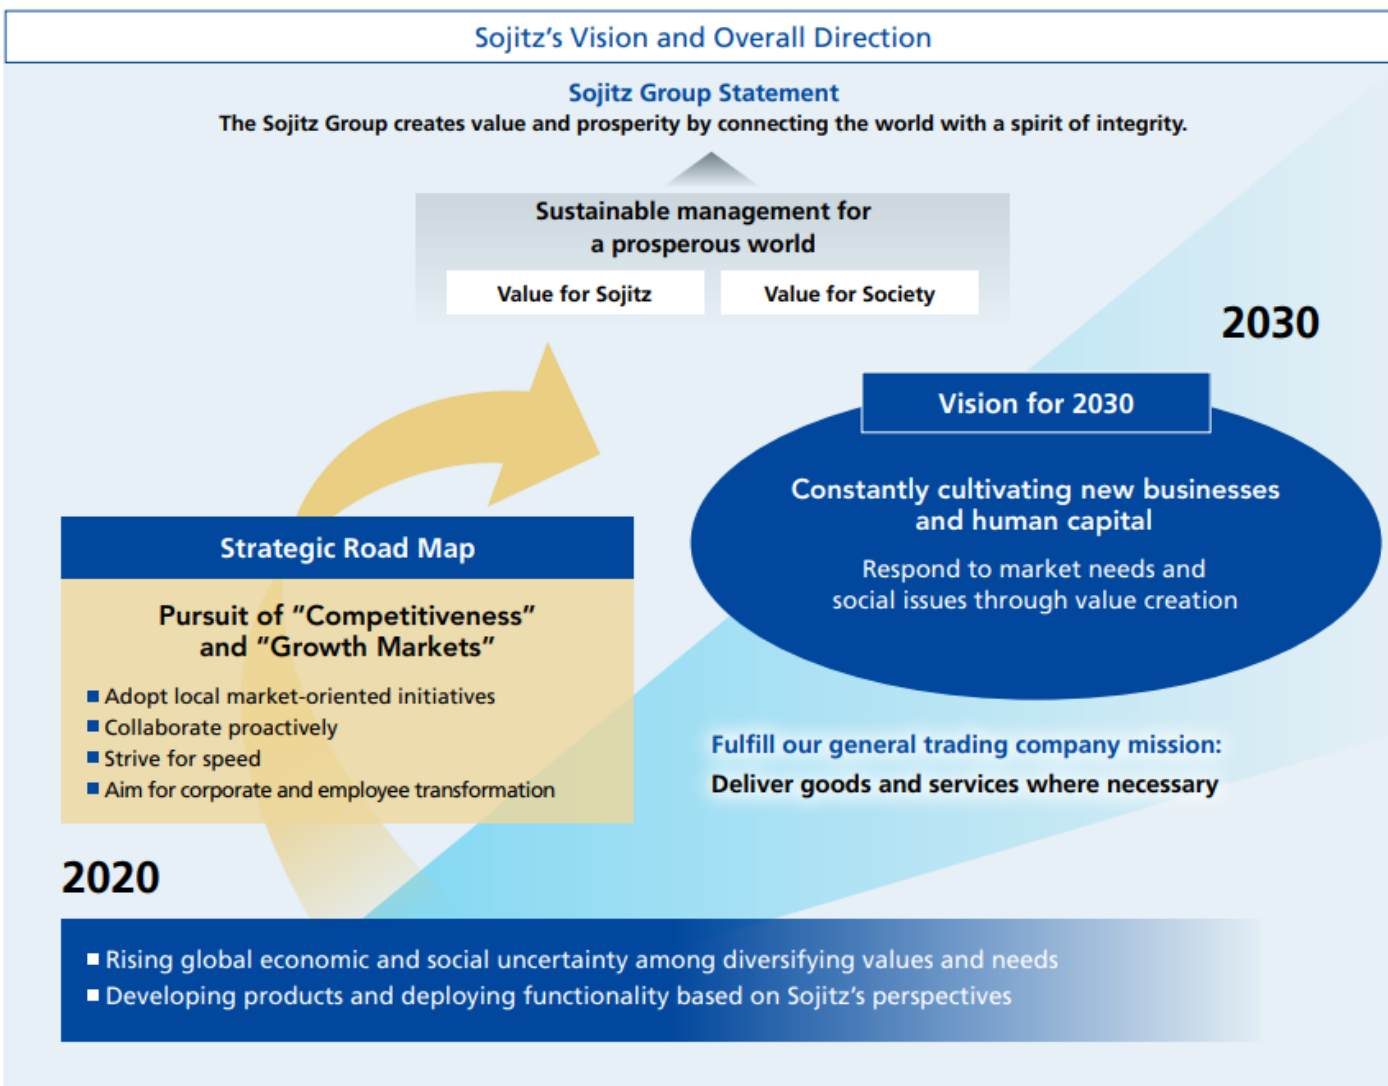 Sojitz's Vision and Overall Direction
Sojitz Group Statement
The Sojitz Group creates value and prosperity by connecting the world with a spirit of integrity.
Sustainable management for
a prosperous world
Value for Sojitz
Value for Society
2030
Vision for 2030
Constantly cultivating new businesses
and human capital
Respond to market needs and
social issues through value creation
Strategic Road Map
Pursuit of "Competitiveness"
and "Growth Markets"
■ Adopt local market-oriented initiatives
■ Collaborate proactively
■ Strive for speed
■ Aim for corporate and employee transformation
Fulfill our general trading company mission:
Deliver goods and services where necessary
2020
■ Rising global economic and social uncertainty among diversifying values and needs
■ Developing products and deploying functionality based on Sojitz's perspectives